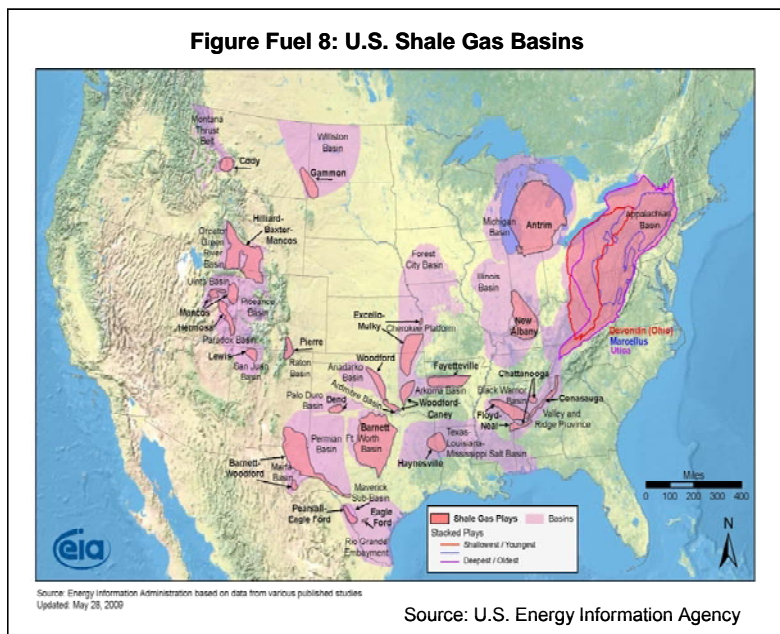 Figure Fuel 8: U.S. Shale Gas Basins
Montana
Thrust
Belt
Cody
Williston
Basin
Gammon
Hilliard-
Baxter-
Mancos
Greater
Green
River
Basin
Uinta Basin
Mancos
Piceance
Basin
Hermosa
Paradox Basin
Lewis
San Juan
Basin
Pierre
Raton
Basin
Forest
City Basin
Excello-
Mulky
Cherokee Platform
Woodford
Anadarko
Basin
Ardmore Basin
Palo Duro
Basin
Bend
Fayetteville
Arkoma Basin
Woodford-
Caney
Michigan
Basin
Antrim
Illinois
Basin
New
Albany
Appalachian
Basin
Devonian (Ohio)
Marcellus
Utica
Chattanooga
Black Warrior
Basin
Conasauga
Floyd-
Neal
Valley and
Ridge Province
Permian
Basin
Ft.
Worth
Basin
Barnett
Barnett-
Woodford
Marfa
Basin
Texas-
Louisiana-
Mississippi Salt Basin
Haynesville
Maverick
Sub-Basin
Pearsall-
Eagle Ford
Eagle
Ford
Rio Grande
Embayment
Miles
0 100 200 300 400
N
Shale Gas Plays
Basins
Stacked Plays
Shallowest / Youngest
Deepest / Oldest
eia
Source: Energy Information Administration based on data from various published studies
Updated: May 28, 2009
Source: U.S. Energy Information Agency